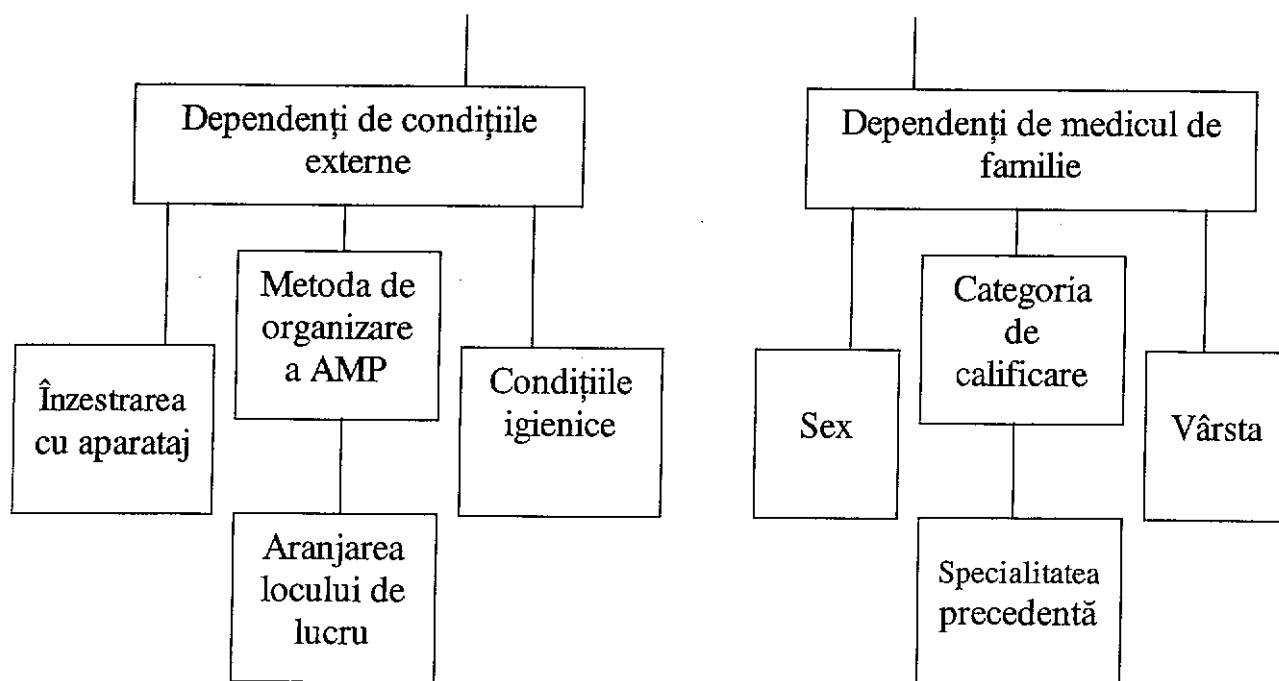 Dependenți de condițiile
externe
Dependenți de medicul de
familie
Metoda de
organizare
a AMP
Categoria
de
calificare
Înzestrarea
cu aparataj
Condițiile
igienice
Sex
Vârsta
Aranjarea
locului de
lucru
Specialitatea
precedentă